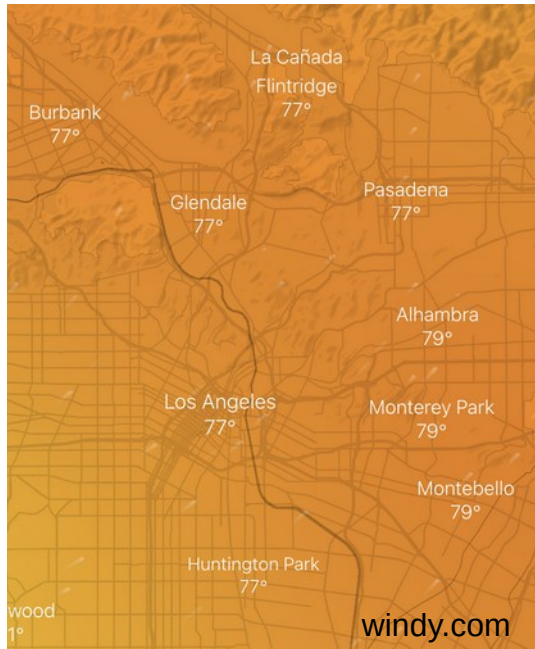 La Cañada
Flintridge
77°
Burbank
77°
Glendale
77°
Pasadena
77°
Alhambra
79°
Los Angeles
77°
Monterey Park
79°
Montebello
79°
Huntington Park
77°
wood
1°
windy.com